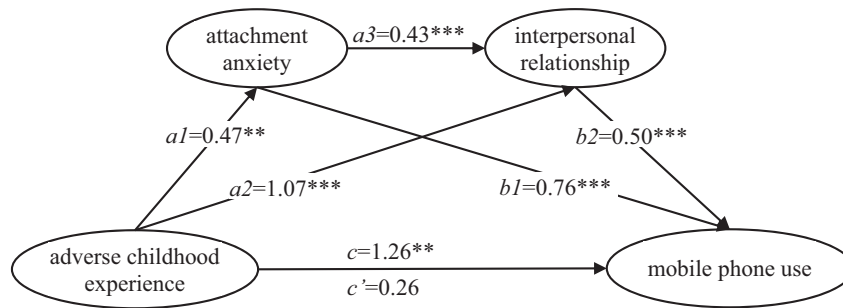 attachment
anxiety
a3=0.43***
interpersonal
relationship
a1=0.47**
b2=0.50***
a2=1.07***
b1=0.76***
adverse childhood
experience
c=1.26**
c’=0.26
mobile phone use